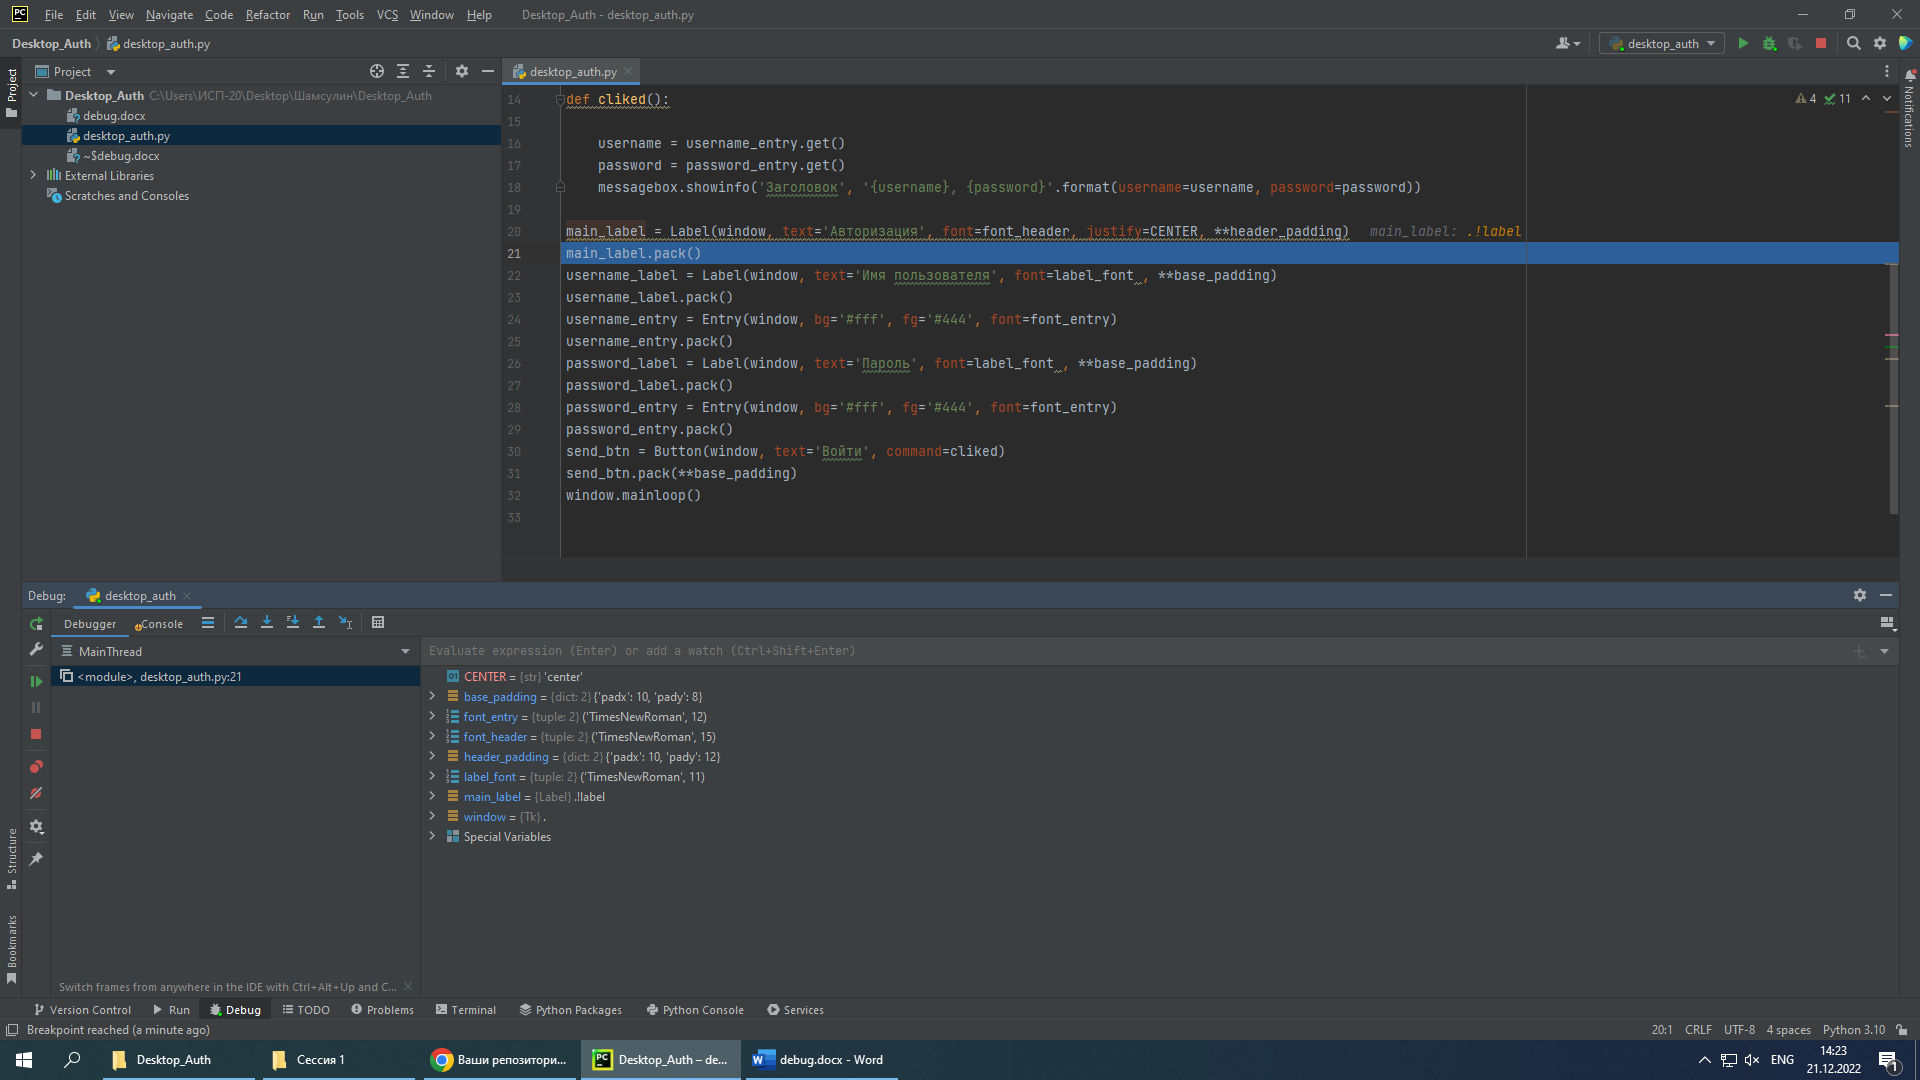 PC File Edit View Navigate Code Refactor Run Tools VCS Window Help Desktop_Auth - desktop_auth.py
Desktop_Auth desktop_auth.py desktop_auth
Project Project desktop_auth.py Notifications
Desktop_Auth C:\Users\ИСП-20\Desktop\Шамсулин\Desktop_Auth
debug.docx
desktop_auth.py
~$debug.docx
External Libraries
Scratches and Consoles
4 11
14 def cliked():
15
16 username = username_entry.get()
17 password = password_entry.get()
18 messagebox.showinfo('Заголовок', '{username}, {password}'.format(username=username, password=password))
19
20 main_label = Label(window, text='Авторизация', font=font_header, justify=CENTER, **header_padding) main_label: .!label
21 main_label.pack()
22 username_label = Label(window, text='Имя пользователя', font=label_font , **base_padding)
23 username_label.pack()
24 username_entry = Entry(window, bg='#fff', fg='#444', font=font_entry)
25 username_entry.pack()
26 password_label = Label(window, text='Пароль', font=label_font , **base_padding)
27 password_label.pack()
28 password_entry = Entry(window, bg='#fff', fg='#444', font=font_entry)
29 password_entry.pack()
30 send_btn = Button(window, text='Войти', command=cliked)
31 send_btn.pack(**base_padding)
32 window.mainloop()
33
Debug: desktop_auth
Debugger Console
MainThread
<module>, desktop_auth.py:21
Evaluate expression (Enter) or add a watch (Ctrl+Shift+Enter)
CENTER = {str} 'center'
base_padding = {dict: 2} {'padx': 10, 'pady': 8}
font_entry = {tuple: 2} ('TimesNewRoman', 12)
font_header = {tuple: 2} ('TimesNewRoman', 15)
header_padding = {dict: 2} {'padx': 10, 'pady': 12}
label_font = {tuple: 2} ('TimesNewRoman', 11)
main_label = {Label} .!label
window = {Tk} .
Special Variables
Structure
Bookmarks
Switch frames from anywhere in the IDE with Ctrl+Alt+Up and C...
Version Control Run Debug TODO Problems Terminal Python Packages Python Console Services
Breakpoint reached (a minute ago) 20:1 CRLF UTF-8 4 spaces Python 3.10
Desktop_Auth Сессия 1 Ваши репозитори... PC Desktop_Auth – de... W debug.docx - Word ENG 14:23
21.12.2022 1